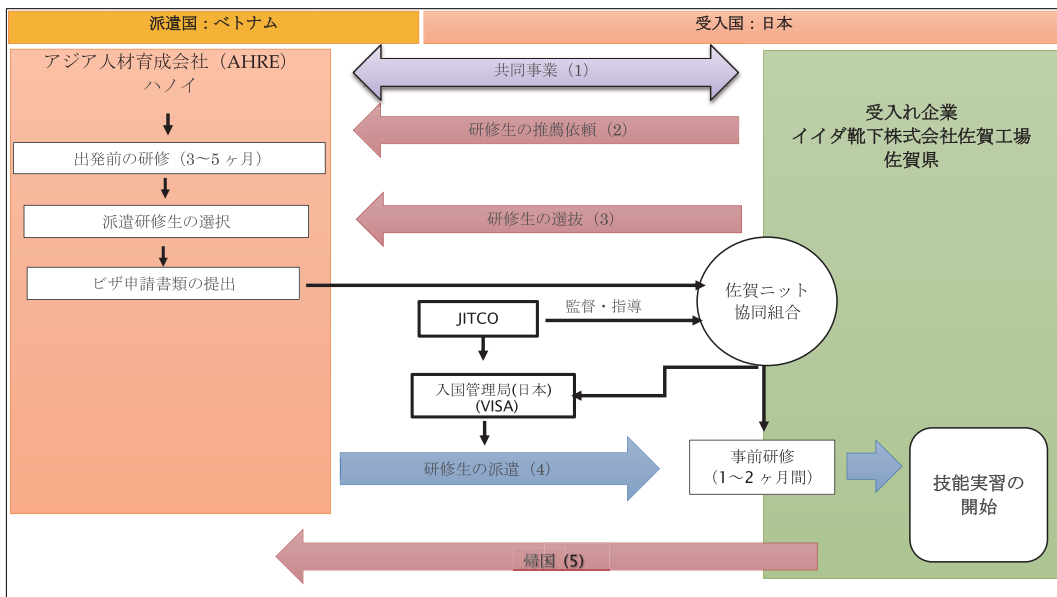 派遣国：ベトナム
受入国：日本
アジア人材育成会社（AHRE）
ハノイ
共同事業（1）
研修生の推薦依頼（2）
受入れ企業
イイダ靴下株式会社佐賀工場
佐賀県
出発前の研修（3～5 ヶ月）
派遣研修生の選択
研修生の選抜（3）
ビザ申請書類の提出
佐賀ニット
協同組合
監督・指導
JITCO
入国管理局(日本)
(VISA)
研修生の派遣（4）
事前研修
（1～2 ヶ月間）
技能実習の
開始
帰国 (5)